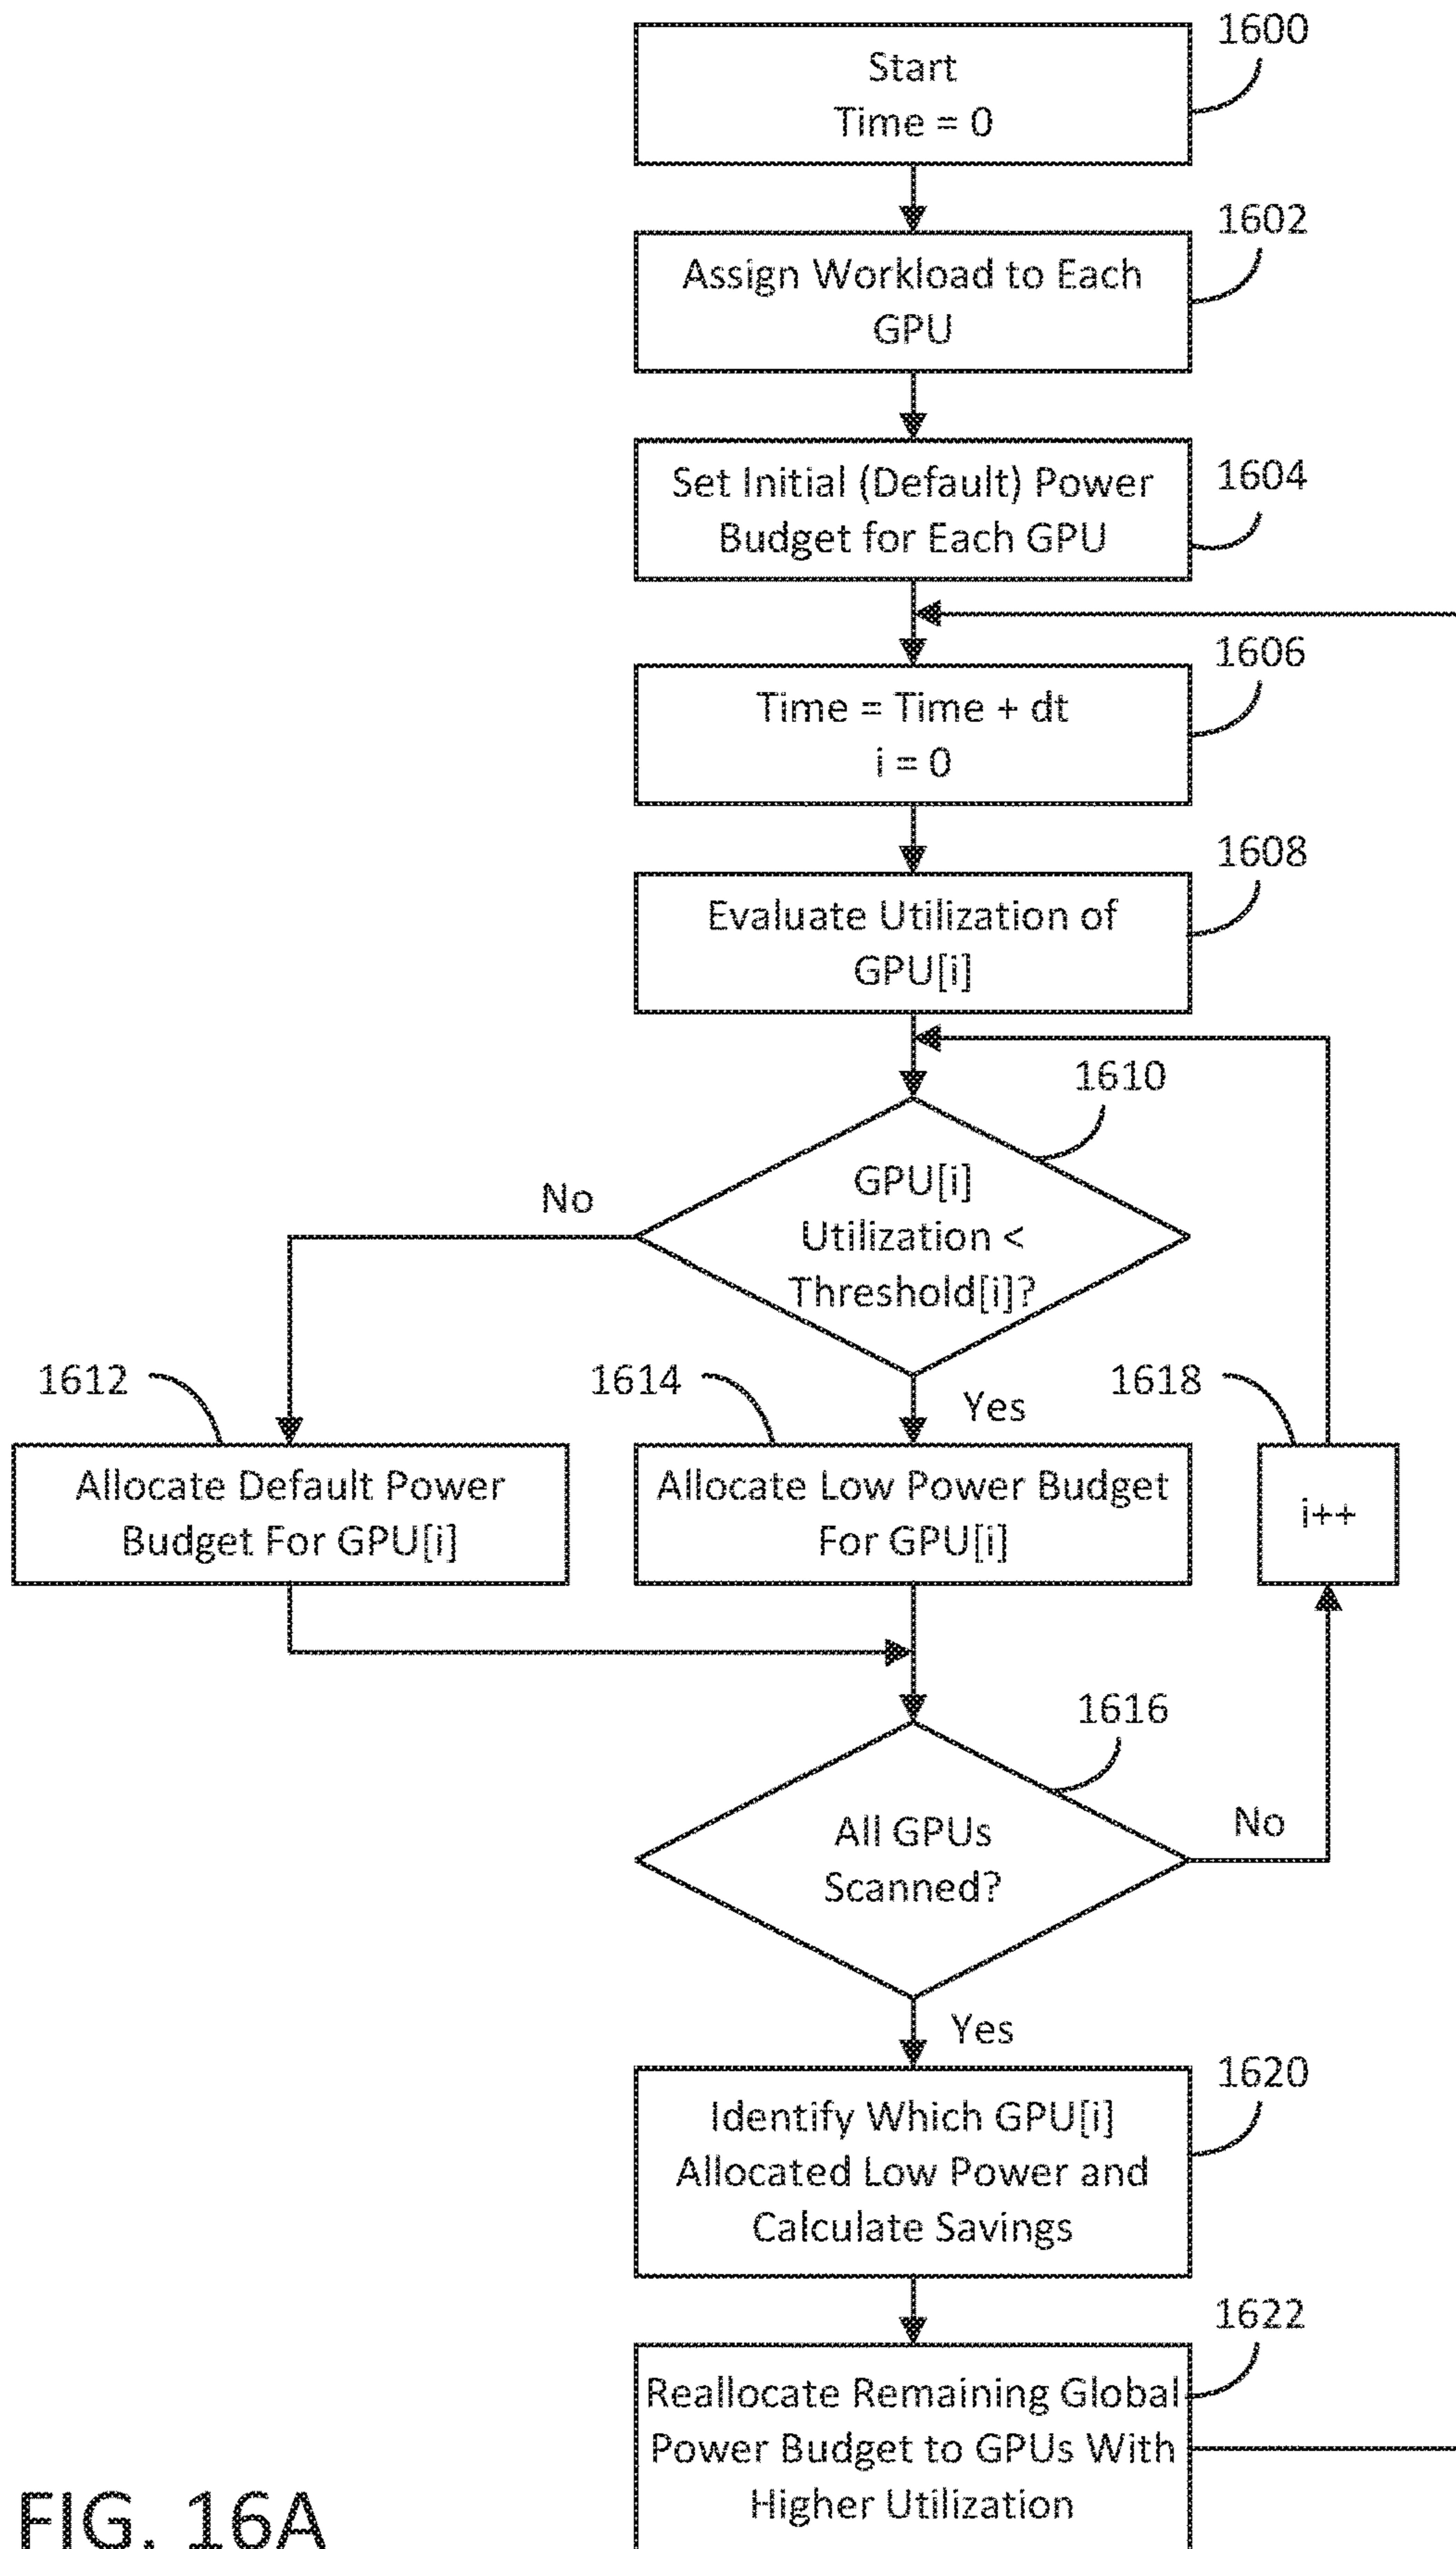 1600
Start
Time = 0
1602
Assign Workload to Each
GPU
1604
Set Initial (Default) Power
Budget for Each GPU
1606
Time = Time + dt
i = 0
1608
Evaluate Utilization of
GPU[i]
1610
GPU[i]
Utilization <
Threshold[i]?
No
Yes
1612
Allocate Default Power
Budget For GPU[i]
1614
Allocate Low Power Budget
For GPU[i]
1618
i++
1616
All GPUs
Scanned?
No
Yes
1620
Identify Which GPU[i]
Allocated Low Power and
Calculate Savings
1622
Reallocate Remaining Global
Power Budget to GPUs With
Higher Utilization
FIG. 16A